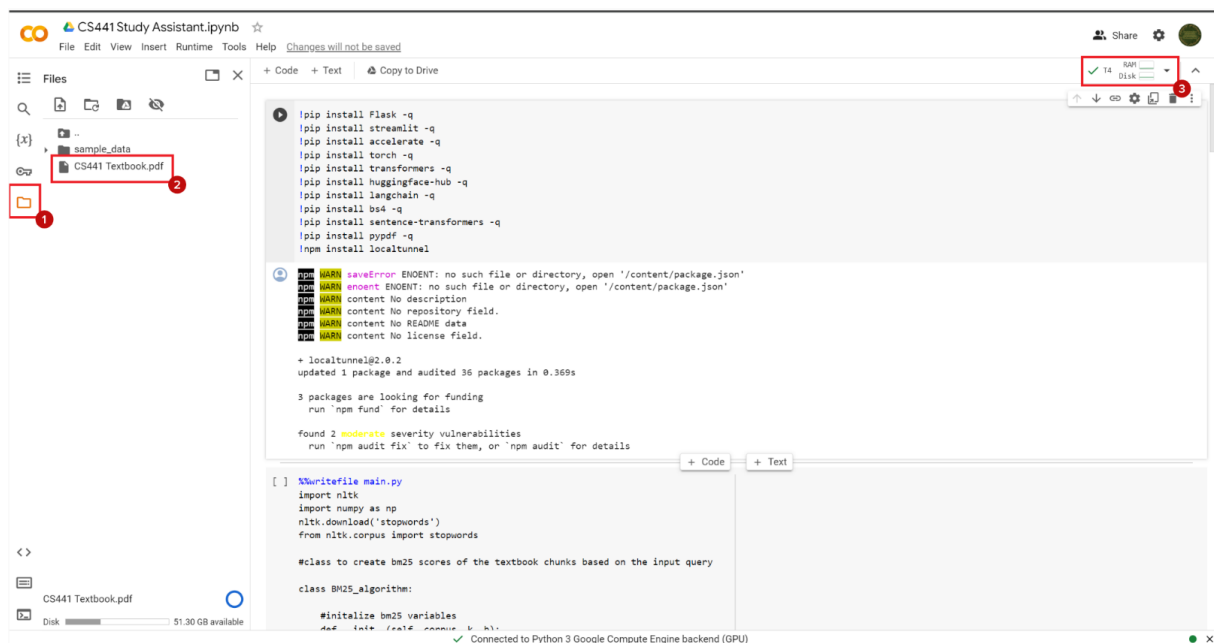 CS441 Study Assistant.ipynb
File Edit View Insert Runtime Tools Help Changes will not be saved
Share
Files
+ Code + Text Copy to Drive
T4 RAM
Disk
3
{x}
..
sample_data
CS441 Textbook.pdf
2
1
!pip install Flask -q
!pip install streamlit -q
!pip install accelerate -q
!pip install torch -q
!pip install transformers -q
!pip install huggingface-hub -q
!pip install langchain -q
!pip install bs4 -q
!pip install sentence-transformers -q
!pip install pypdf -q
!npm install localtunnel
npm WARN saveError ENOENT: no such file or directory, open '/content/package.json'
npm WARN enoent ENOENT: no such file or directory, open '/content/package.json'
npm WARN content No description
npm WARN content No repository field.
npm WARN content No README data
npm WARN content No license field.
+ localtunnel@2.0.2
updated 1 package and audited 36 packages in 0.369s
3 packages are looking for funding
run `npm fund` for details
found 2 moderate severity vulnerabilities
run `npm audit fix` to fix them, or `npm audit` for details
+ Code + Text
[ ] %%writefile main.py
import nltk
import numpy as np
nltk.download('stopwords')
from nltk.corpus import stopwords
#class to create bm25 scores of the textbook chunks based on the input query
class BM25_algorithm:
#initalize bm25 variables
def __init__(self, corpus, k, b):
CS441 Textbook.pdf
Disk 51.30 GB available
Connected to Python 3 Google Compute Engine backend (GPU)